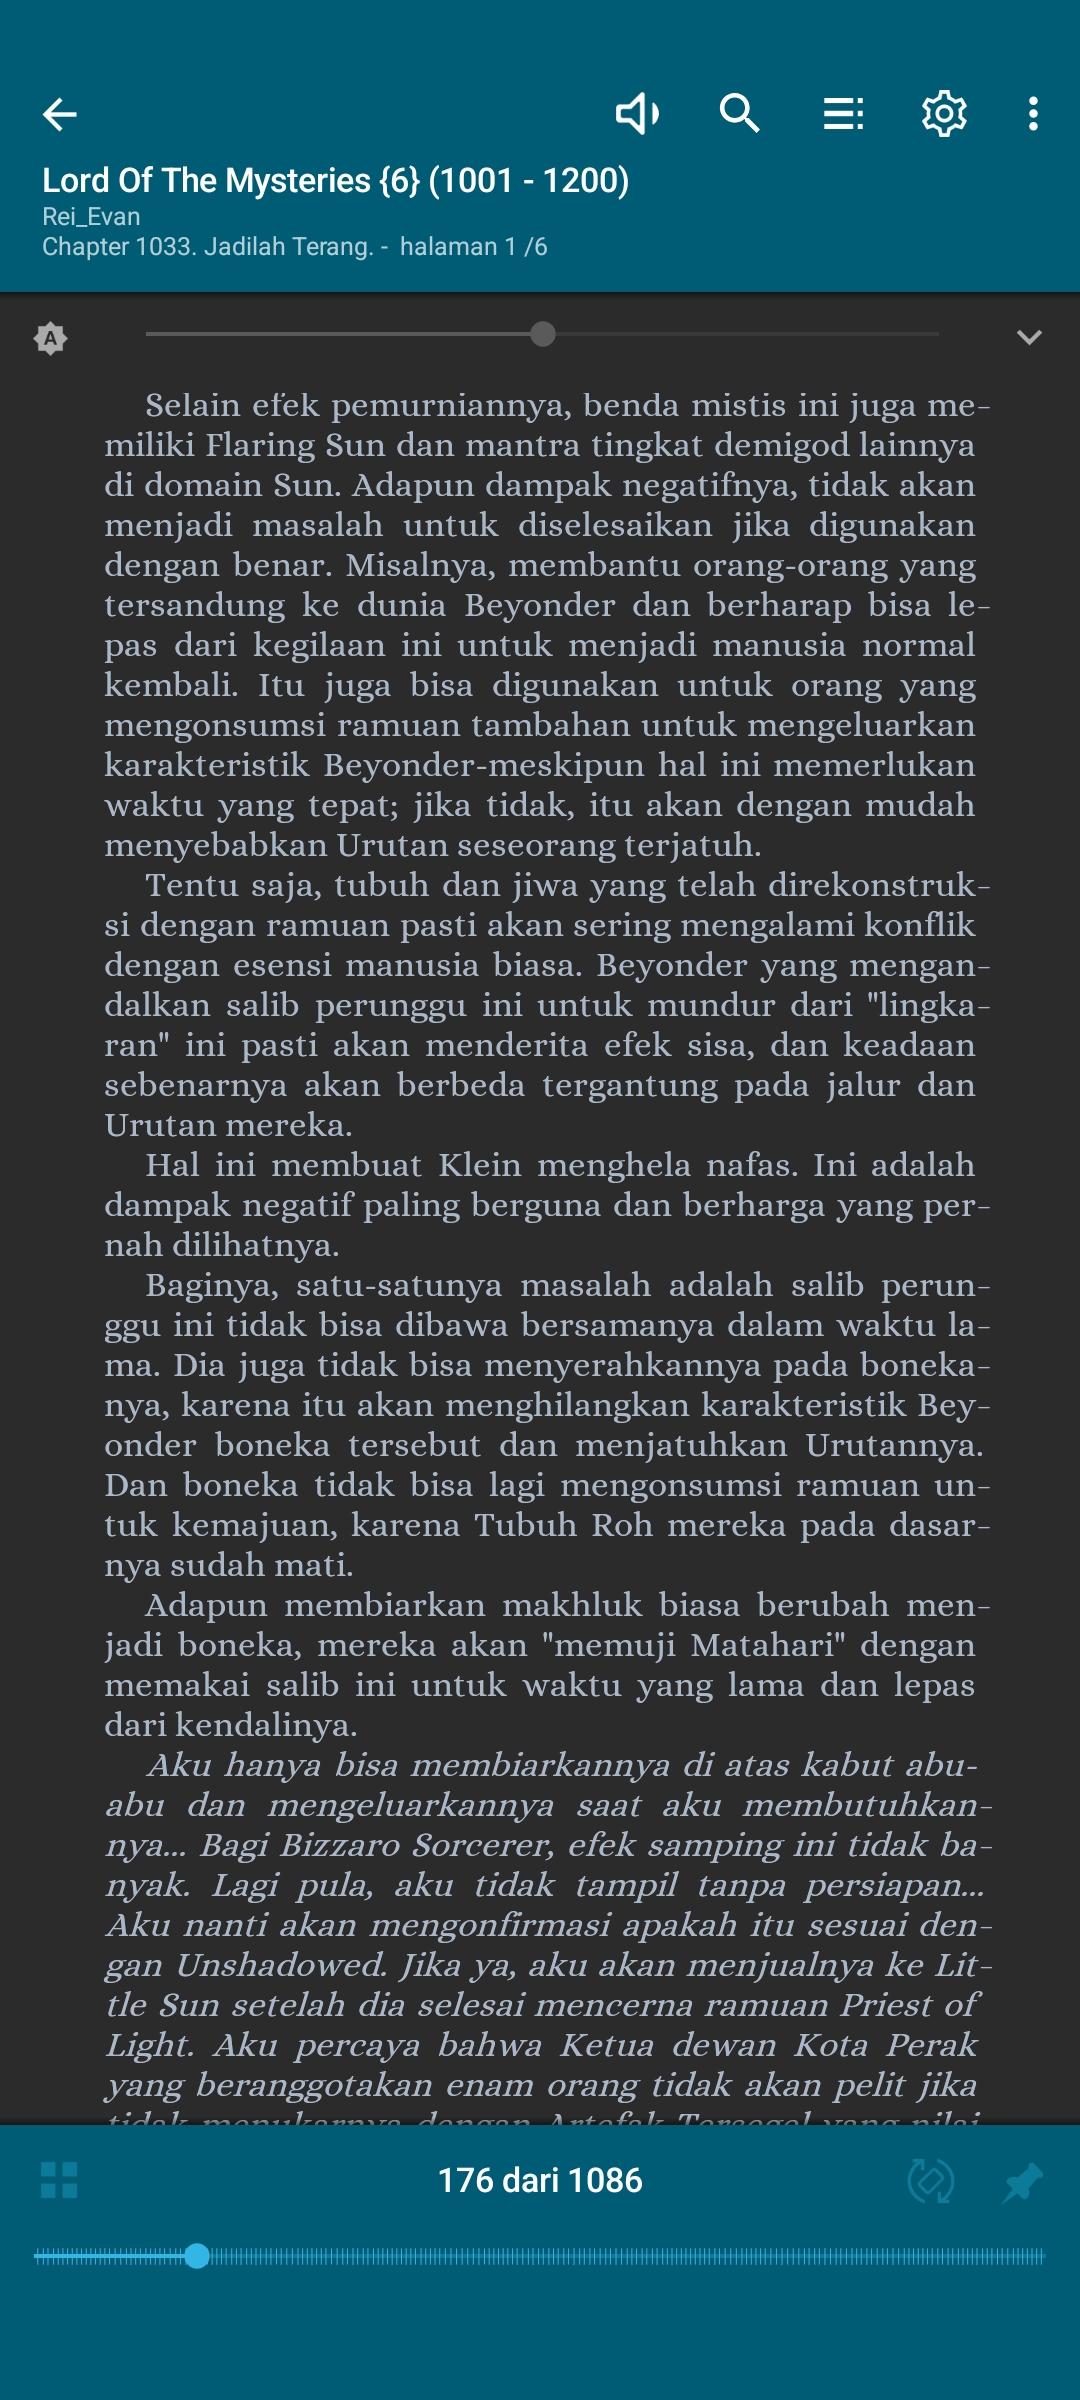 Lord Of The Mysteries {6} (1001 - 1200)
Rei_Evan
Chapter 1033. Jadilah Terang. - halaman 1 /6
A
Selain efek pemurniannya, benda mistis ini juga me-
miliki Flaring Sun dan mantra tingkat demigod lainnya
di domain Sun. Adapun dampak negatifnya, tidak akan
menjadi masalah untuk diselesaikan jika digunakan
dengan benar. Misalnya, membantu orang-orang yang
tersandung ke dunia Beyonder dan berharap bisa le-
pas dari kegilaan ini untuk menjadi manusia normal
kembali. Itu juga bisa digunakan untuk orang yang
mengonsumsi ramuan tambahan untuk mengeluarkan
karakteristik Beyonder-meskipun hal ini memerlukan
waktu yang tepat; jika tidak, itu akan dengan mudah
menyebabkan Urutan seseorang terjatuh.
Tentu saja, tubuh dan jiwa yang telah direkonstruk-
si dengan ramuan pasti akan sering mengalami konflik
dengan esensi manusia biasa. Beyonder yang mengan-
dalkan salib perunggu ini untuk mundur dari "lingka-
ran" ini pasti akan menderita efek sisa, dan keadaan
sebenarnya akan berbeda tergantung pada jalur dan
Urutan mereka.
Hal ini membuat Klein menghela nafas. Ini adalah
dampak negatif paling berguna dan berharga yang per-
nah dilihatnya.
Baginya, satu-satunya masalah adalah salib perun-
ggu ini tidak bisa dibawa bersamanya dalam waktu la-
ma. Dia juga tidak bisa menyerahkannya pada boneka-
nya, karena itu akan menghilangkan karakteristik Bey-
onder boneka tersebut dan menjatuhkan Urutannya.
Dan boneka tidak bisa lagi mengonsumsi ramuan un-
tuk kemajuan, karena Tubuh Roh mereka pada dasar-
nya sudah mati.
Adapun membiarkan makhluk biasa berubah men-
jadi boneka, mereka akan "memuji Matahari" dengan
memakai salib ini untuk waktu yang lama dan lepas
dari kendalinya.
Aku hanya bisa membiarkannya di atas kabut abu-
abu dan mengeluarkannya saat aku membutuhkan-
nya... Bagi Bizzaro Sorcerer, efek samping ini tidak ba-
nyak. Lagi pula, aku tidak tampil tanpa persiapan...
Aku nanti akan mengonfirmasi apakah itu sesuai den-
gan Unshadowed. Jika ya, aku akan menjualnya ke Lit-
tle Sun setelah dia selesai mencerna ramuan Priest of
Light. Aku percaya bahwa Ketua dewan Kota Perak
yang beranggotakan enam orang tidak akan pelit jika
tidak menukarnya dengan Artefak Tersegel yang nilai
176 dari 1086